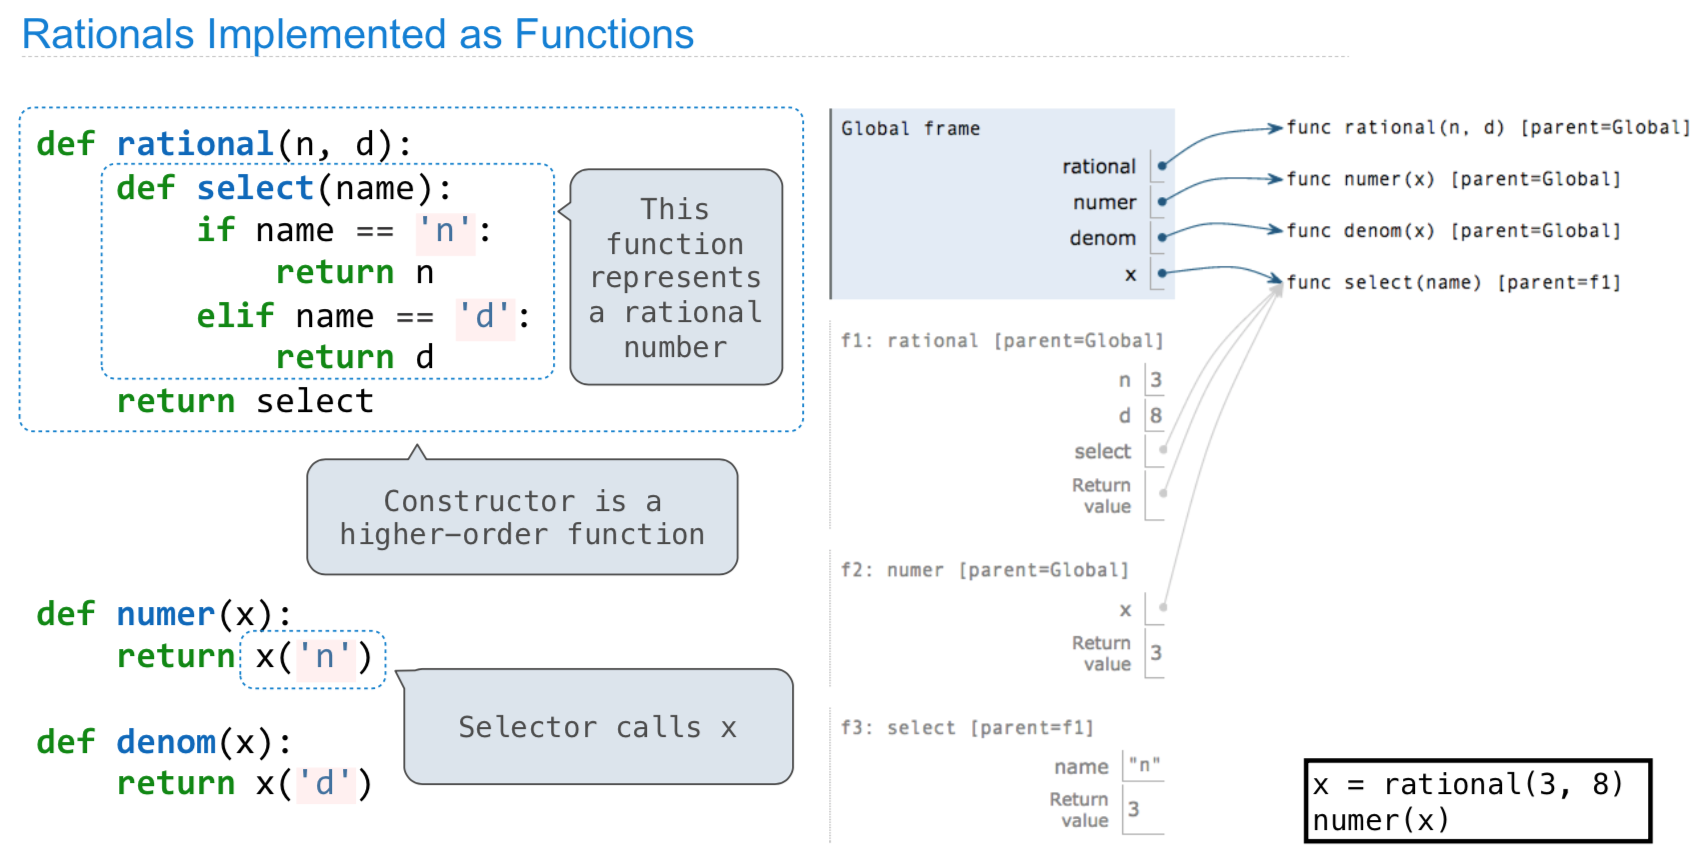 Rationals Implemented as Functions
def rational(n, d):
    def select(name):
        if name == 'n':
            return n
        elif name == 'd':
            return d
    return select
This
function
represents
a rational
number
Constructor is a
higher-order function
def numer(x):
    return x('n')
Selector calls x
def denom(x):
    return x('d')
Global frame
rational
numer
denom
x
func rational(n, d) [parent=Global]
func numer(x) [parent=Global]
func denom(x) [parent=Global]
func select(name) [parent=f1]
f1: rational [parent=Global]
n 3
d 8
select
Return
value
f2: numer [parent=Global]
x
Return
value 3
f3: select [parent=f1]
name "n"
Return
value 3
x = rational(3, 8)
numer(x)